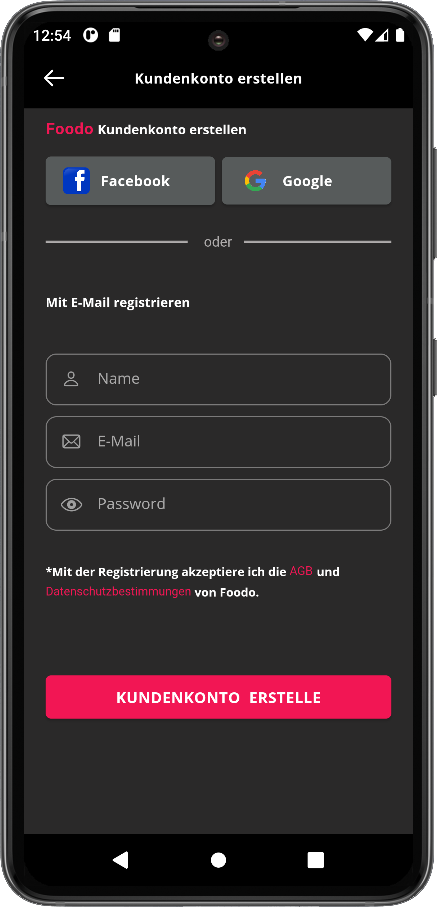 12:54
Kundenkonto erstellen
Foodo Kundenkonto erstellen
Facebook
Google
oder
Mit E-Mail registrieren
Name
E-Mail
Password
*Mit der Registrierung akzeptiere ich die AGB und
Datenschutzbestimmungen von Foodo.
KUNDENKONTO ERSTELLE